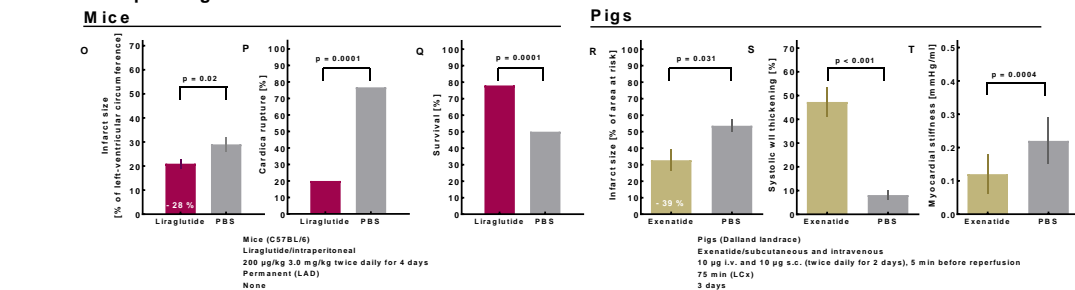 Mice
Pigs
O
Infarct size
[% of left-ventricular circumference]
70
60
50
40
30
20
10
0
p = 0.02
- 28 %
Liraglutide PBS
P
Cardica rupture [%]
100
90
80
70
60
50
40
30
20
10
0
p = 0.0001
Liraglutide PBS
Q
Survival [%]
100
90
80
70
60
50
40
30
20
10
0
p = 0.0001
Liraglutide PBS
R
Infarct size [% of area at risk]
100
90
80
70
60
50
40
30
20
10
0
p = 0.031
- 39 %
Exenatide PBS
S
Systolic wll thickening [%]
70
60
50
40
30
20
10
0
p < 0.001
Exenatide PBS
T
Myocardial stiffness [mmHg/ml]
0.5
0.4
0.3
0.2
0.1
0.0
p = 0.0004
Exenatide PBS
Mice (C57BL/6)
Liraglutide/intraperitoneal
200 µg/kg 3.0 mg/kg twice daily for 4 days
Permanent (LAD)
None
Pigs (Dalland landrace)
Exenatide/subcutaneous and intravenous
10 µg i.v. and 10 µg s.c. (twice daily for 2 days), 5 min before reperfusion
75 min (LCx)
3 days